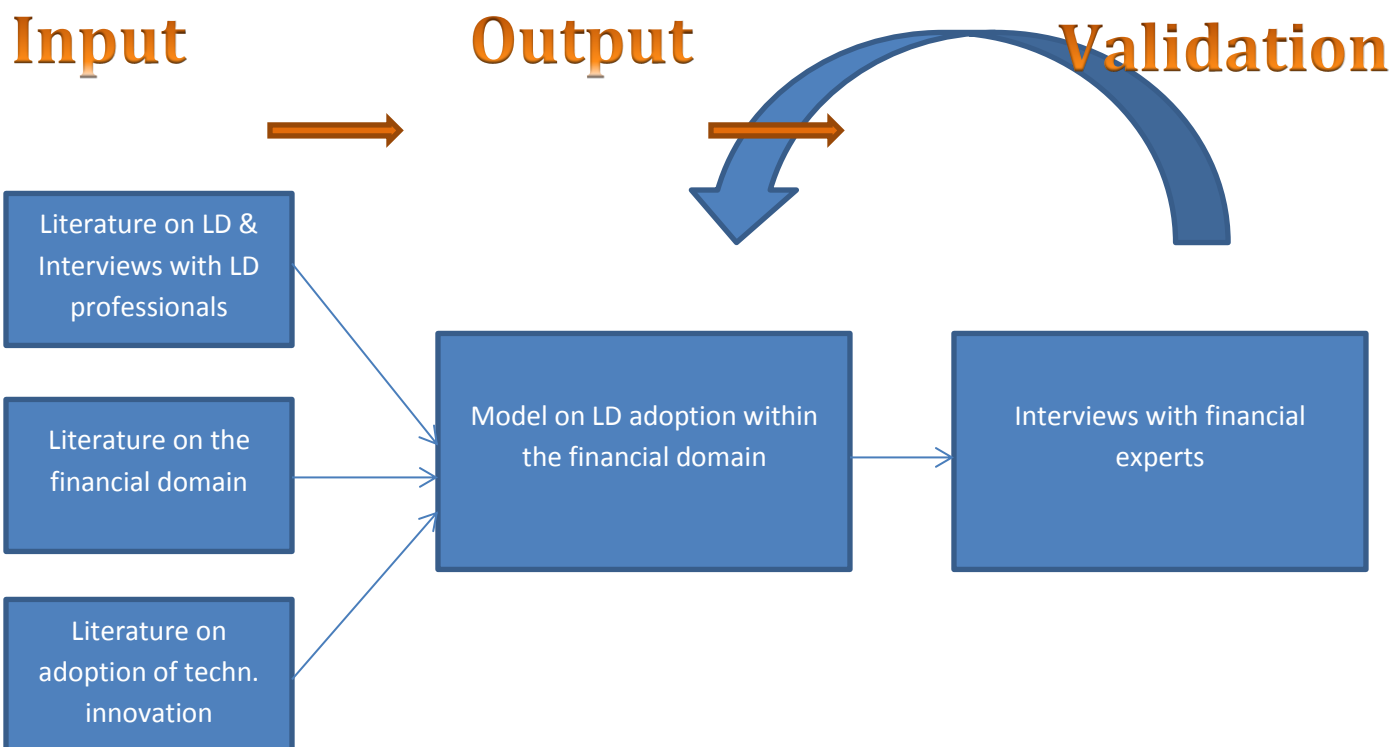 Input
Output
Validation
Literature on LD &
Interviews with LD
professionals
Literature on the
financial domain
Literature on
adoption of techn.
innovation
Model on LD adoption within
the financial domain
Interviews with financial
experts